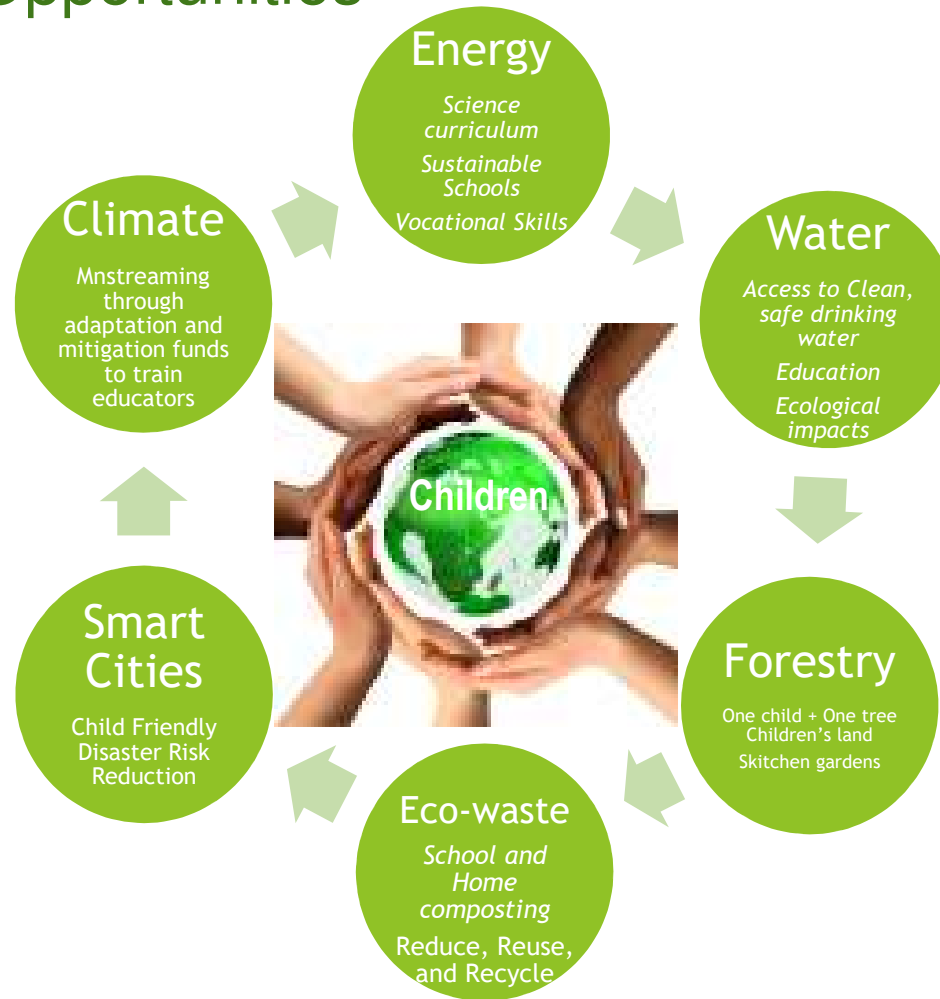 Opportunities
Energy
Science
curriculum
Sustainable
Schools
Vocational Skills
Water
Access to Clean,
safe drinking
water
Education
Ecological
impacts
Forestry
One child + One tree
Children's land
Skitchen gardens
Eco-waste
School and
Home
composting
Reduce, Reuse,
and Recycle
Smart
Cities
Child Friendly
Disaster Risk
Reduction
Climate
Mnstreaming
through
adaptation and
mitigation funds
to train
educators
Children